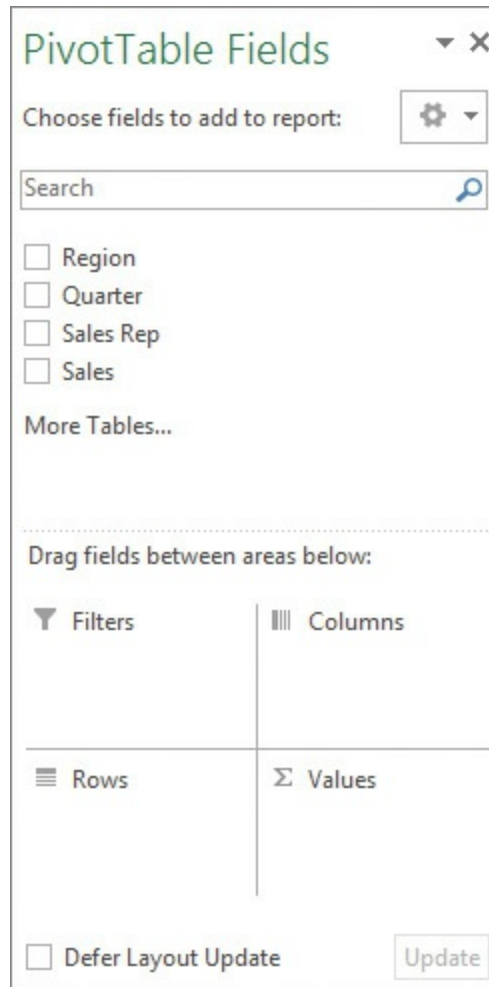 PivotTable Fields
Choose fields to add to report:
Search
Region
Quarter
Sales Rep
Sales
More Tables...
Drag fields between areas below:
Filters
Columns
Rows
Σ Values
Defer Layout Update
Update